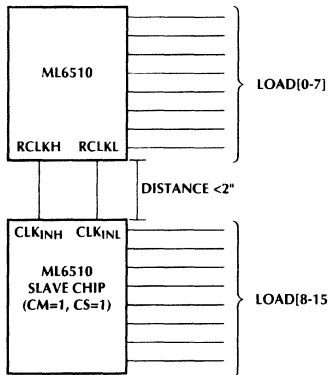 ML6510
LOAD[0-7]
RCLKH RCLKL
DISTANCE <2"
CLKINH CLKINL
ML6510
SLAVE CHIP
(CM=1, CS=1)
LOAD[8-15